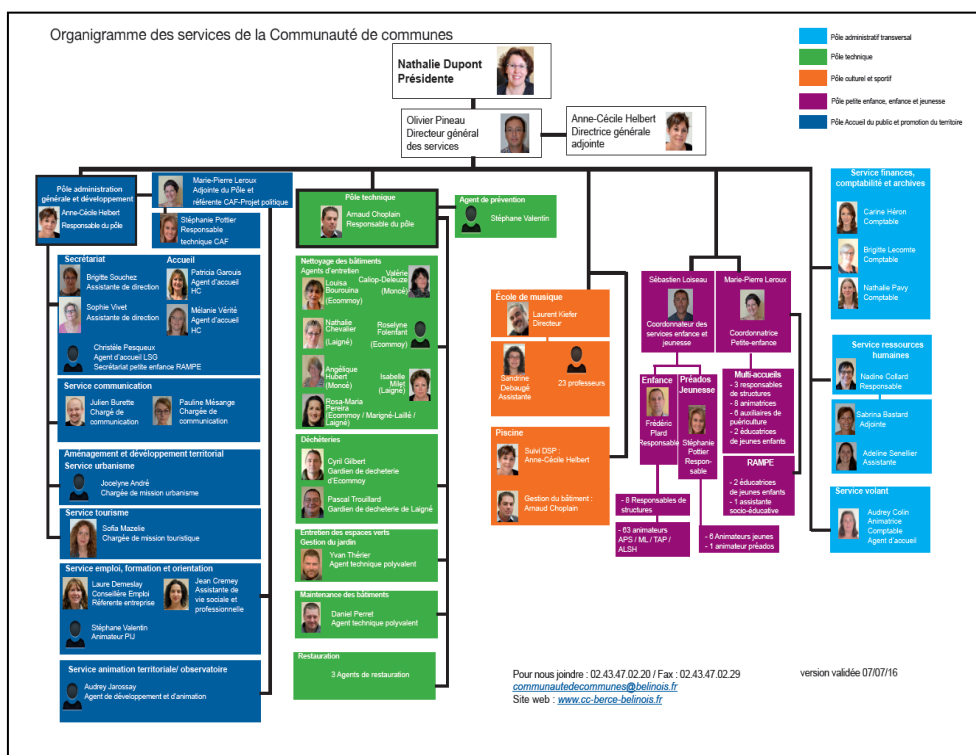 Organigramme des services de la Communauté de communes
Pôle administratif transversal
Pôle technique
Pôle culturel et sportif
Pôle petite enfance, enfance et jeunesse
Pôle Accueil du public et promotion du territoire
Nathalie Dupont
Présidente
Olivier Pineau
Directeur général
des services
Anne-Cécile Helbert
Directrice générale
adjointe
Pôle administration
générale et développement
Anne-Cécile Helbert
Responsable du pôle
Marie-Pierre Leroux
Adjointe du Pôle et
référente CAF-Projet politique
Stéphanie Pottier
Responsable
technique CAF
Secrétariat
Brigitte Souchez
Assistante de direction
Sophie Vivet
Assistante de direction
Accueil
Patricia Garouis
Agent d'accueil
HC
Mélanie Vérité
Agent d'accueil
HC
Christèle Pesqueux
Agent d'accueil LSG
Secrétariat petite enfance RAMPE
Service communication
Julien Burette
Chargé de
communication
Pauline Mésange
Chargée de
communication
Aménagement et développement territorial
Service urbanisme
Jocelyne André
Chargée de mission urbanisme
Service tourisme
Sofia Mazelie
Chargée de mission touristique
Service emploi, formation et orientation
Laure Demeslay
Conseillère Emploi
Réferente entreprise
Jean Cremey
Assistante de
vie sociale et
professionnelle
Stéphane Valentin
Animateur PIJ
Service animation territoriale/ observatoire
Audrey Jarossay
Agent de développement et d'animation
Pôle technique
Arnaud Choplain
Responsable du pôle
Agent de prévention
Stéphane Valentin
Nettoyage des bâtiments
Agents d'entretien
Louisa
Bourouina
(Ecommoy)
Valérie
Caliop-Deleuze
(Moncé)
Nathalie
Chevalier
(Laigné)
Roselyne
Folenfant
(Ecommoy)
Angélique
Hubert
(Moncé)
Isabelle
Milet
(Laigné)
Rosa-Maria
Pereira
(Ecommoy / Marigné-Laillé /
Laigné)
Déchèteries
Cyril Gilbert
Gardien de decheterie
d'Ecommoy
Pascal Trouillard
Gardien de decheterie de Laigné
Entretien des espaces verts
Gestion du jardin
Yvan Thérier
Agent technique polyvalent
Maintenance des bâtiments
Daniel Perret
Agent technique polyvalent
Restauration
3 Agents de restauration
École de musique
Laurent Kiefer
Directeur
Sandrine
Debaugé
Assistante
23 professeurs
Piscine
Suivi DSP :
Anne-Cécile Helbert
Gestion du bâtiment :
Arnaud Choplain
Sébastien Loiseau
Coordonnateur des
services enfance et
jeunesse
Marie-Pierre Leroux
Coordonnatrice
Petite-enfance
Enfance
Frédéric
Plard
Responsable
Préados
Jeunesse
Stéphanie
Pottier
Respon-
sable
- 8 Responsables de
structures
- 63 animateurs
APS / ML / TAP /
ALSH
- 6 Animateurs jeunes
- 1 animateur préados
Multi-accueils
- 3 responsables
de structures
- 8 animatrices
- 6 auxiliaires de
puériculture
- 2 éducatrices
de jeunes enfants
RAMPE
- 2 éducatrices
de jeunes enfants
- 1 assistante
socio-éducative
Service finances,
comptabilité et archives
Carine Héron
Comptable
Brigitte Lecomte
Comptable
Nathalie Pavy
Comptable
Service ressources
humaines
Nadine Collard
Responsable
Sabrina Bastard
Adjointe
Adeline Senellier
Assistante
Service volant
Audrey Colin
Animatrice
Comptable
Agent d'accueil
Pour nous joindre : 02.43.47.02.20 / Fax : 02.43.47.02.29
communautedecommunes@belinois.fr
Site web : www.cc-berce-belinois.fr
version validée 07/07/16